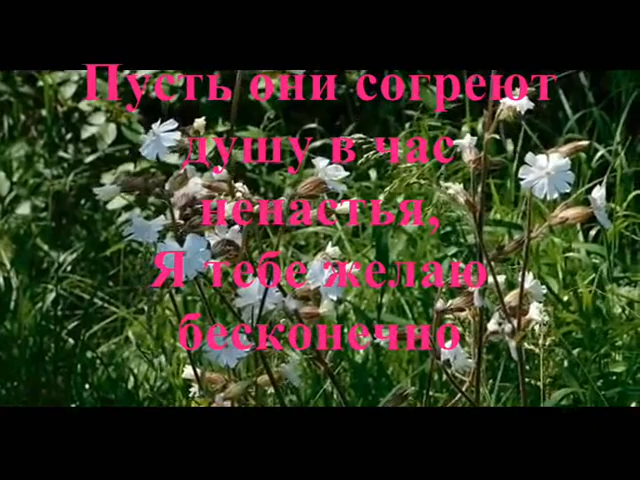 Пусть они согреют
душу в час
ненастья,
Я тебе желаю
бесконечно